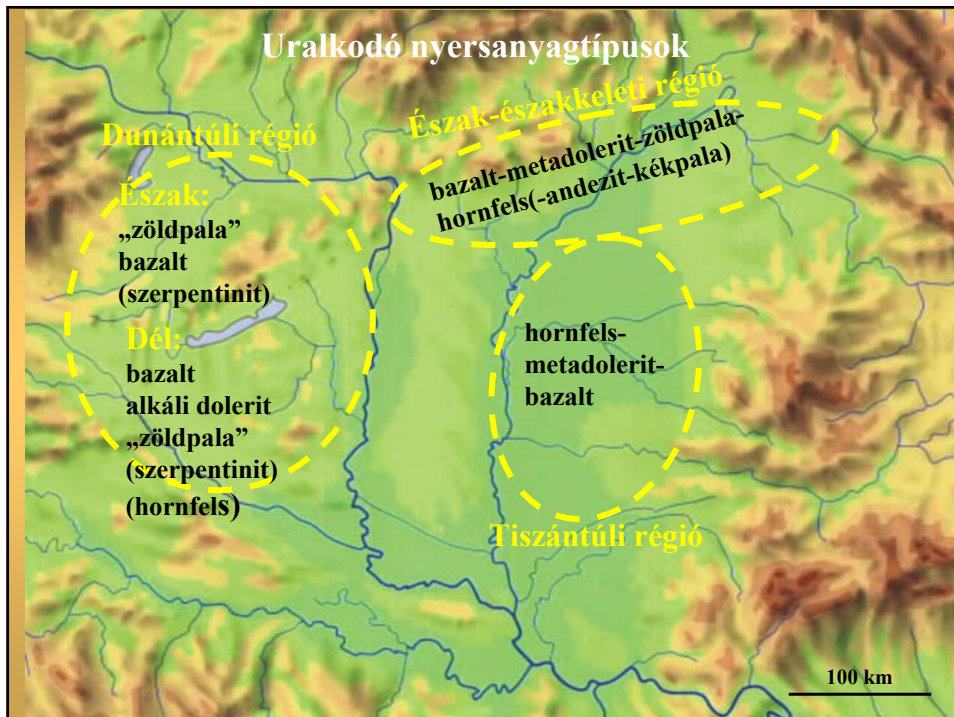 Uralkodó nyersanyagtípusok
Észak-északkeleti régió
bazalt-metadolerit-zöldpala-
hornfels(-andezit-kékpala)
Dunántúli régió
Észak:
„zöldpala”
bazalt
(szerpentinit)
Dél:
bazalt
alkáli dolerit
„zöldpala”
(szerpentinit)
(hornfels)
hornfels-
metadolerit-
bazalt
Tiszántúli régió
100 km